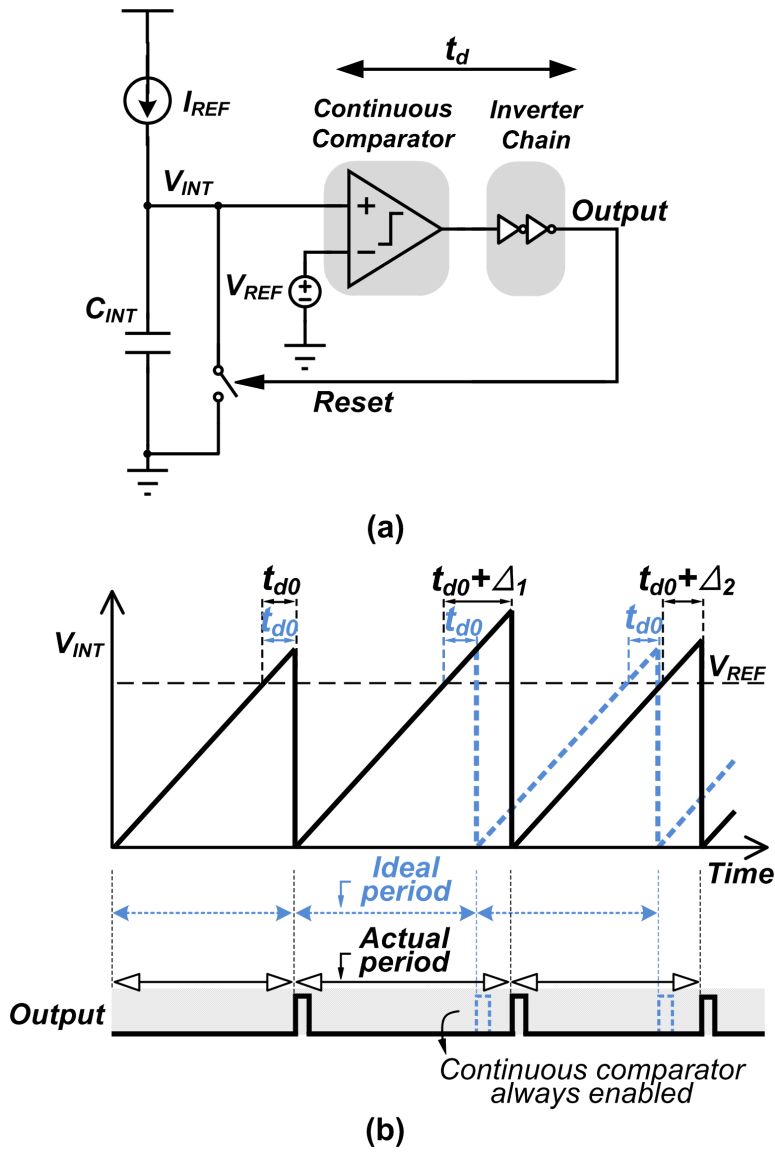 t_d
I_REF
Continuous
Comparator
Inverter
Chain
V_INT
+
−
Output
V_REF
+
−
C_INT
Reset
(a)
t_d0
t_d0+Δ_1
t_d0+Δ_2
t_d0
t_d0
t_d0
V_INT
V_REF
Time
Ideal
period
Actual
period
Output
Continuous comparator
always enabled
(b)